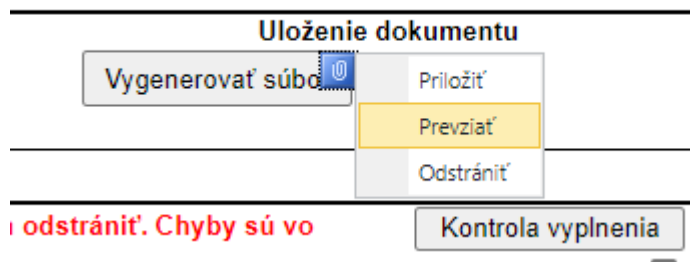 Uloženie dokumentu
Vygenerovať súbo
Priložiť
Prevziať
Odstrániť
odstrániť. Chyby sú vo
Kontrola vyplnenia